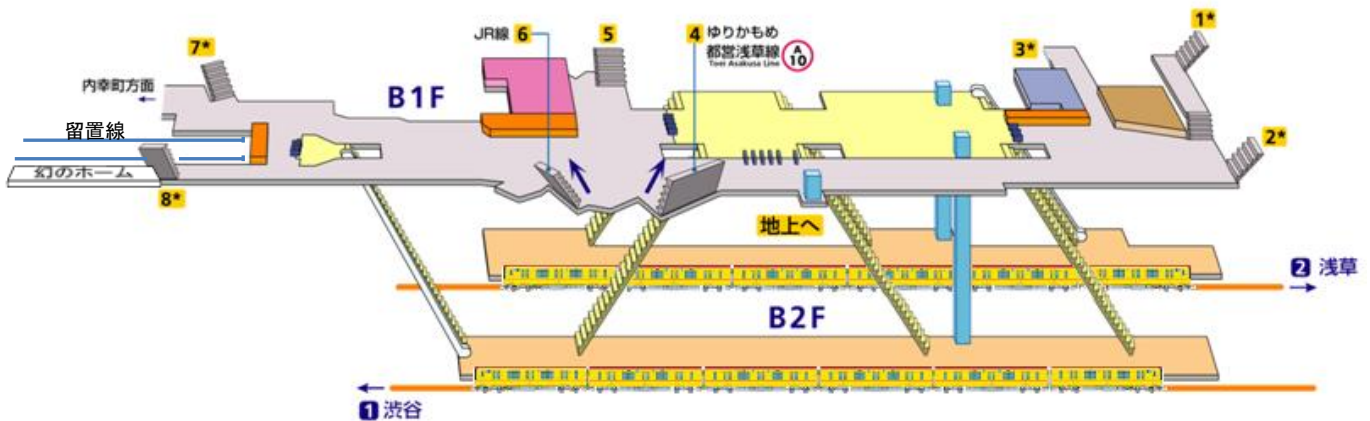 1*
JR線 6
5
4 ゆりかもめ
都営浅草線 A 10
Toei Asakusa Line
3*
7*
内幸町方面
←
B1F
留置線
2*
幻のホーム
8*
地上へ
2 浅草
→
B2F
←
1 渋谷